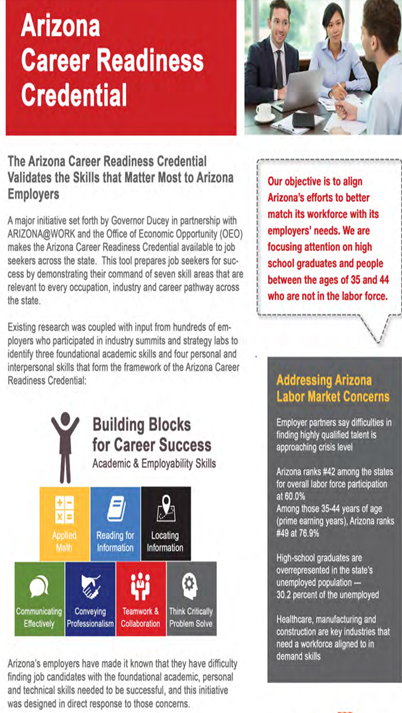 Arizona
Career Readiness
Credential
The Arizona Career Readiness Credential
Validates the Skills that Matter Most to Arizona
Employers
A major initiative set forth by Governor Ducey in partnership with
ARIZONA@WORK and the Office of Economic Opportunity (OEO)
makes the Arizona Career Readiness Credential available to job
seekers across the state.  This tool prepares job seekers for suc-
cess by demonstrating their command of seven skill areas that are
relevant to every occupation, industry and career pathway across
the state.
Existing research was coupled with input from hundreds of em-
ployers who participated in industry summits and strategy labs to
identify three foundational academic skills and four personal and
interpersonal skills that form the framework of the Arizona Career
Readiness Credential:
Building Blocks
for Career Success
Academic & Employability Skills
Applied
Math
Reading for
Information
Locating
Information
Communicating
Effectively
Conveying
Professionalism
Teamwork &
Collaboration
Think Critically
Problem Solve
Arizona's employers have made it known that they have difficulty
finding job candidates with the foundational academic, personal
and technical skills needed to be successful, and this initiative
was designed in direct response to those concerns.
Our objective is to align
Arizona's efforts to better
match its workforce with its
employers' needs. We are
focusing attention on high
school graduates and people
between the ages of 35 and 44
who are not in the labor force.
Addressing Arizona
Labor Market Concerns
Employer partners say difficulties in
finding highly qualified talent is
approaching crisis level
Arizona ranks #42 among the states
for overall labor force participation
at 60.0%
Among those 35-44 years of age
(prime earning years), Arizona ranks
#49 at 76.9%
High-school graduates are
overrepresented in the state's
unemployed population —
30.2 percent of the unemployed
Healthcare, manufacturing and
construction are key industries that
need a workforce aligned to in
demand skills